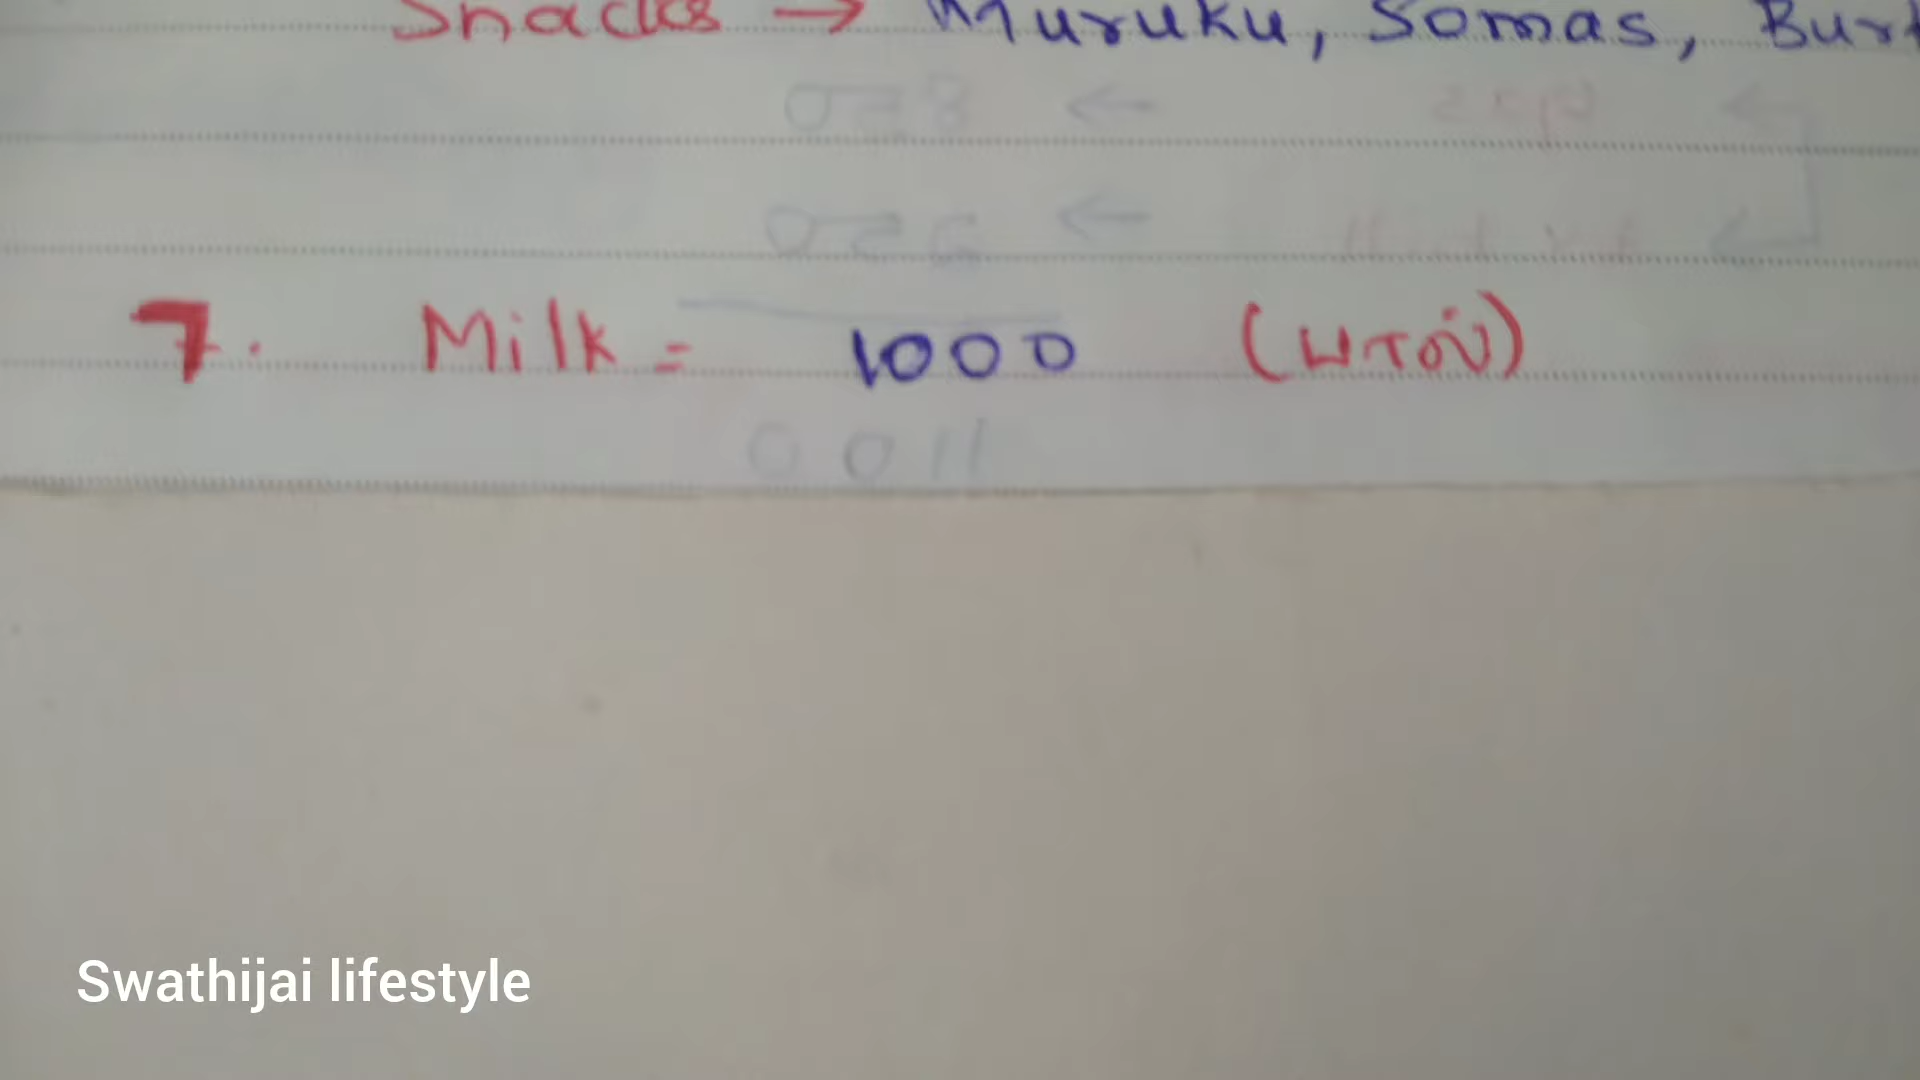 Snacks → Muruku, Somas,
7. Milk = 1000 (பால்)
Swathijai lifestyle